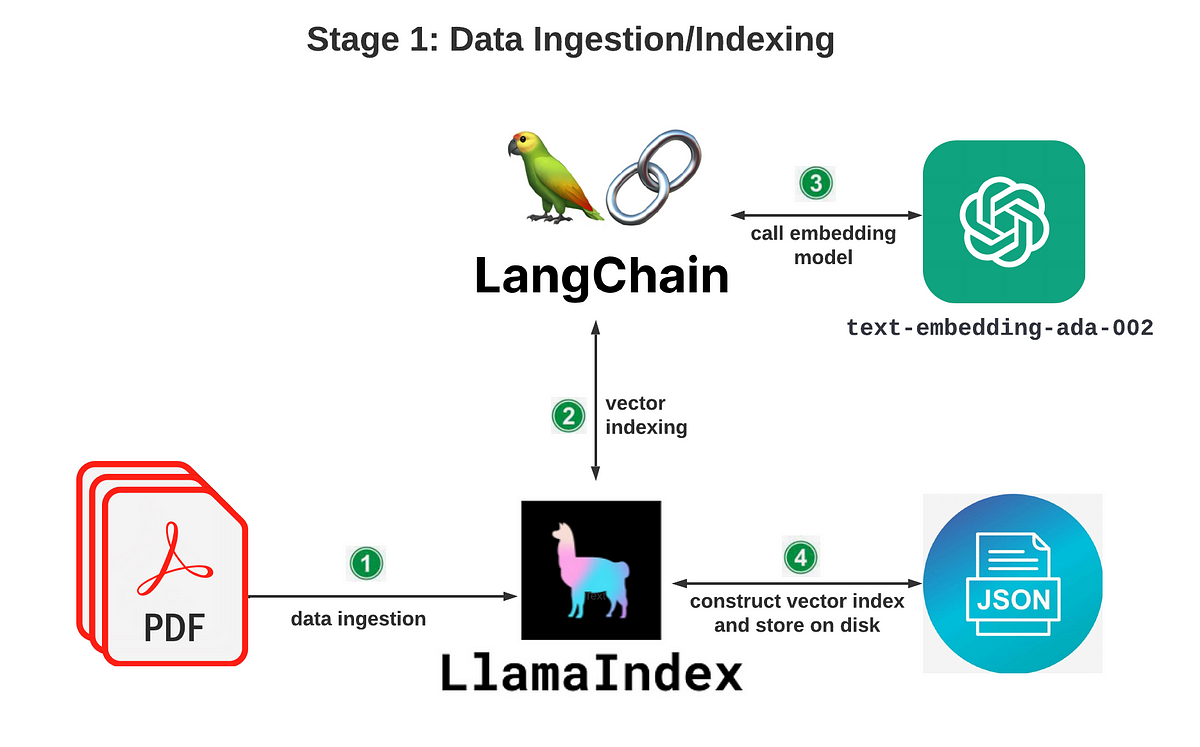 Stage 1: Data Ingestion/Indexing
3
call embedding
model
LangChain
text-embedding-ada-002
2
vector
indexing
PDF
1
data ingestion
Text
4
construct vector index
and store on disk
JSON
LlamaIndex